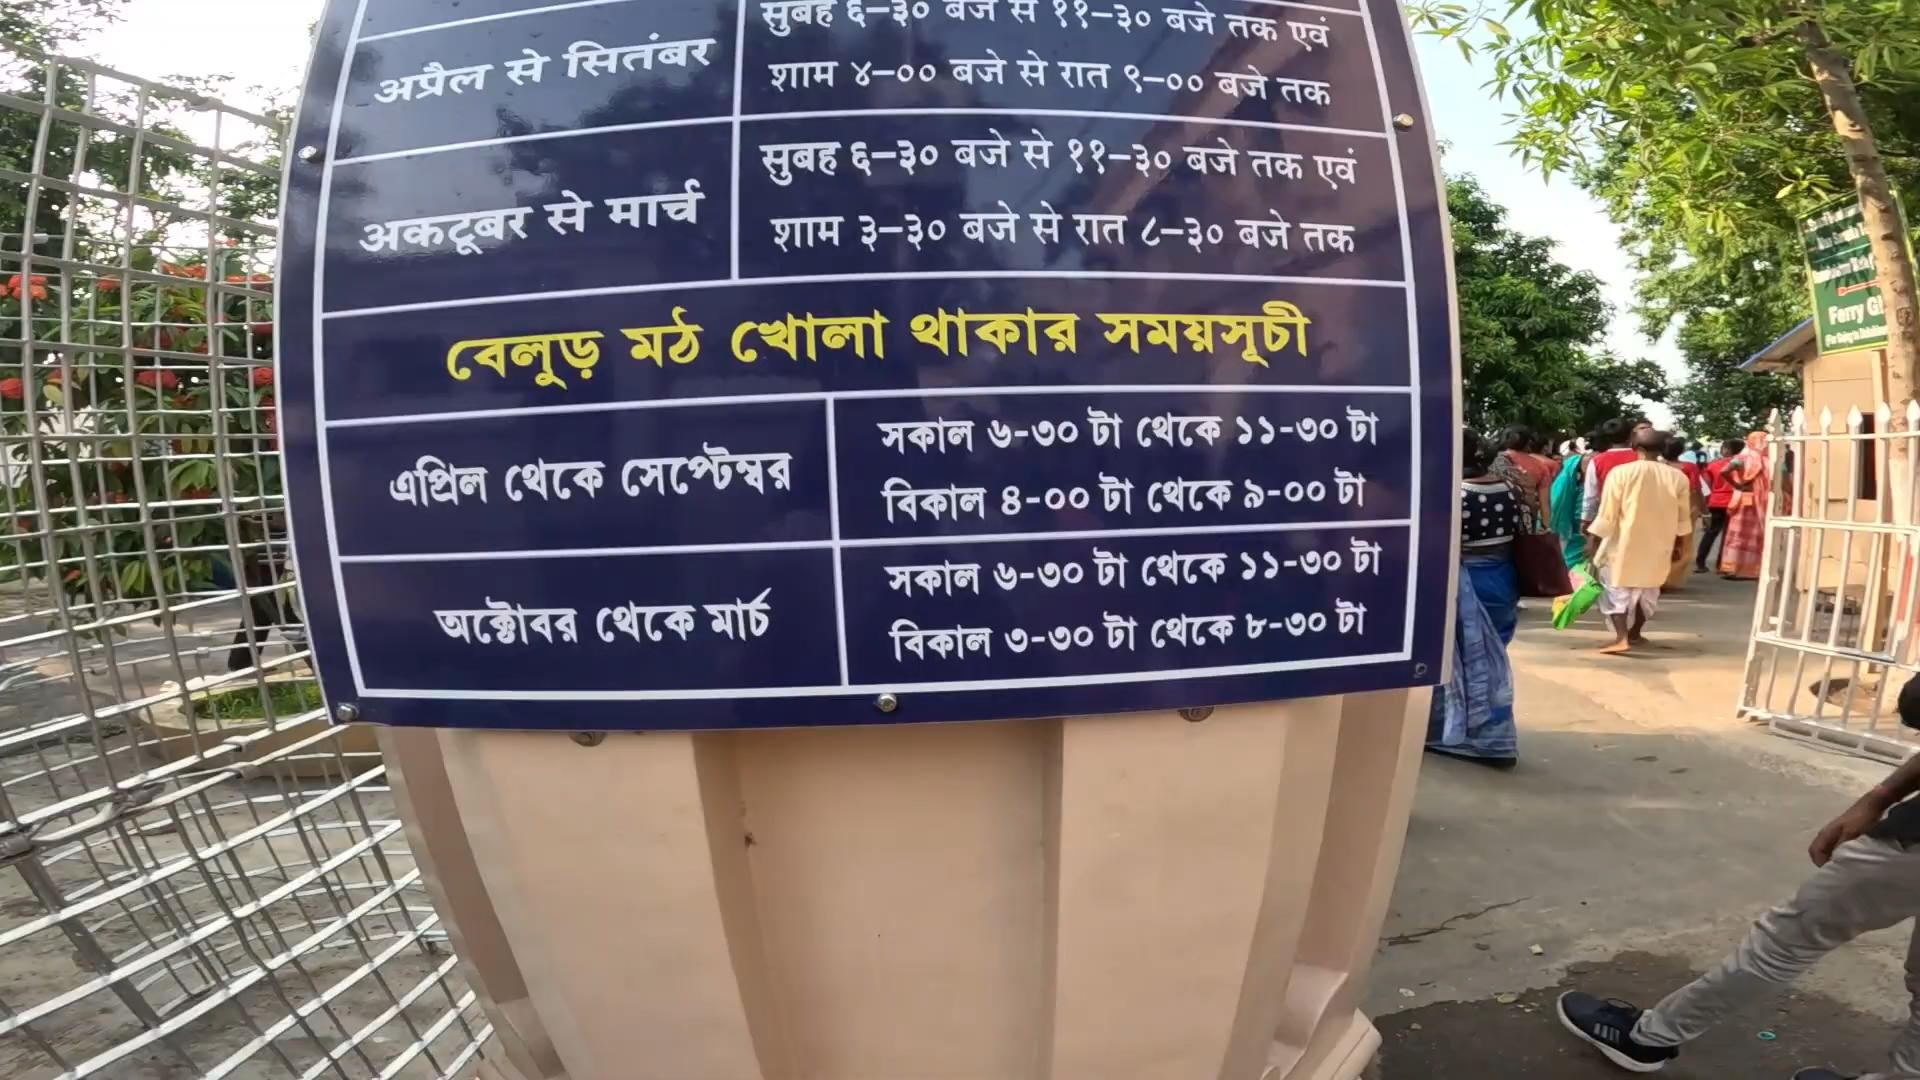 सुबह ६–३० बजे से ११–३० बजे तक एवं
अप्रैल से सितंबर
शाम ४–०० बजे से रात ९–०० बजे तक
सुबह ६–३० बजे से ११–३० बजे तक एवं
अकटूबर से मार्च
शाम ३–३० बजे से रात ८–३० बजे तक
বেলুড় মঠ খোলা থাকার সময়সূচী
সকাল ৬-৩০ টা থেকে ১১-৩০ টা
এপ্রিল থেকে সেপ্টেম্বর
বিকাল ৪-০০ টা থেকে ৯-০০ টা
সকাল ৬-৩০ টা থেকে ১১-৩০ টা
অক্টোবর থেকে মার্চ
বিকাল ৩-৩০ টা থেকে ৮-৩০ টা
Ferry